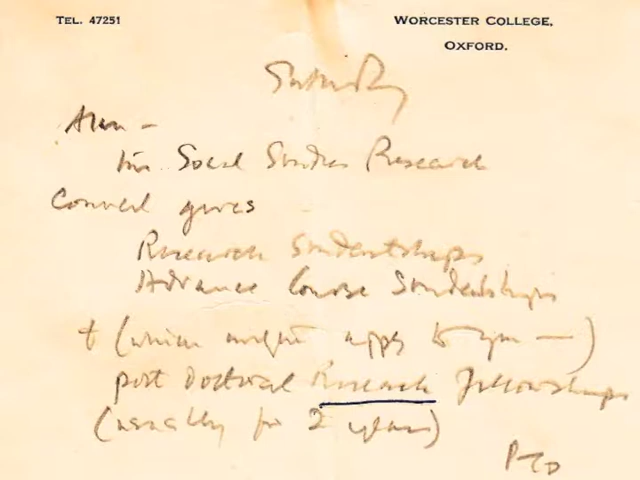 TEL. 47251
WORCESTER COLLEGE,
OXFORD.
Saturday
Alan -
The Social Studies Research
Council gives
Research Studentships
Advance Course Studentships
+ (which might apply to you —)
post doctoral Research Fellowships
(usually for 2 years)
PTO